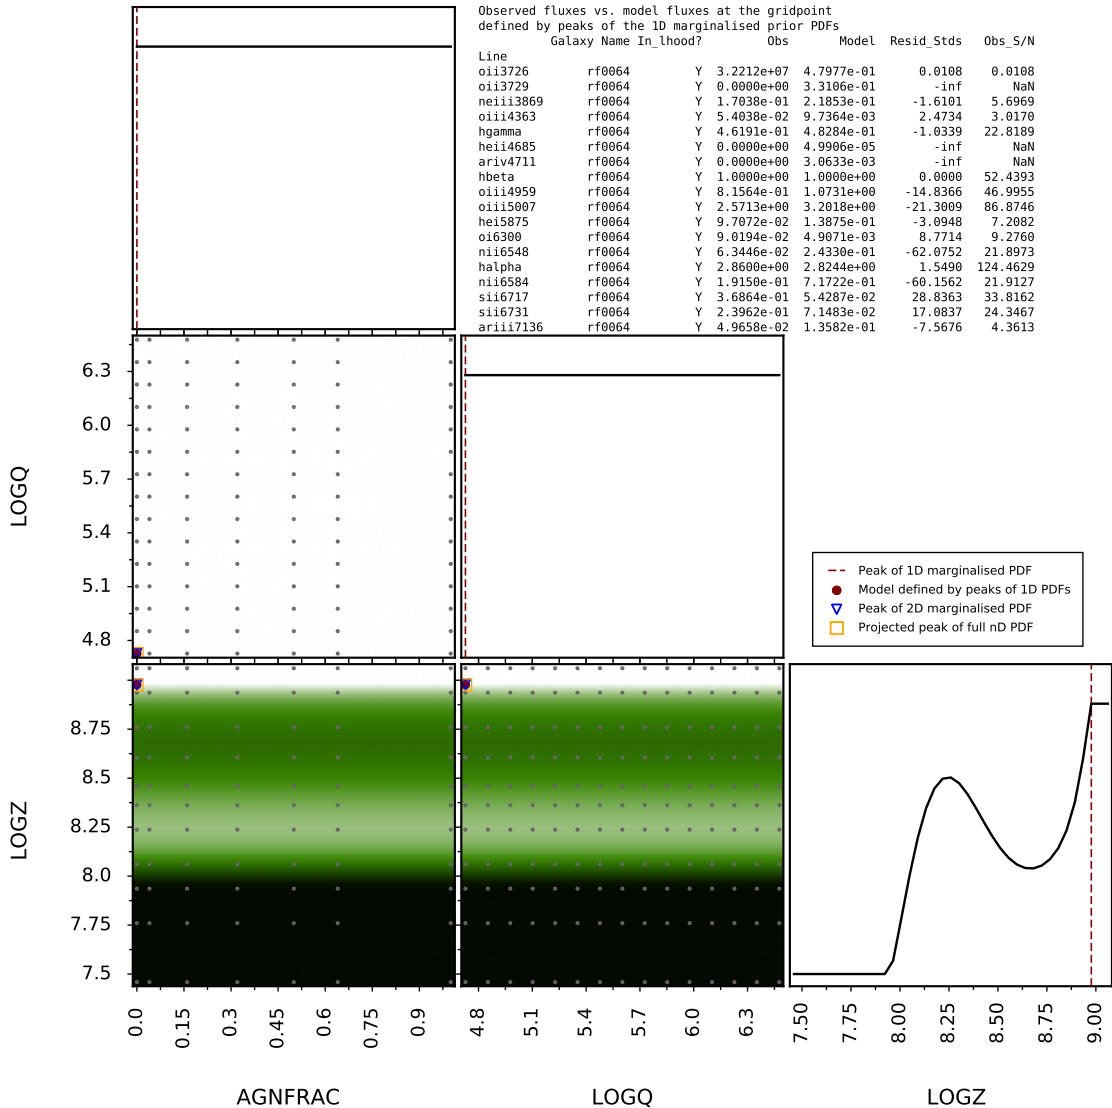 Observed fluxes vs. model fluxes at the gridpoint
defined by peaks of the 1D marginalised prior PDFs
Galaxy Name In_lhood? Obs Model Resid_Stds Obs_S/N
Line
oii3726 rf0064 Y 3.2212e+07 4.7977e-01 0.0108 0.0108
oii3729 rf0064 Y 0.0000e+00 3.3106e-01 -inf NaN
neiii3869 rf0064 Y 1.7038e-01 2.1853e-01 -1.6101 5.6969
oiii4363 rf0064 Y 5.4038e-02 9.7364e-03 2.4734 3.0170
hgamma rf0064 Y 4.6191e-01 4.8284e-01 -1.0339 22.8189
heii4685 rf0064 Y 0.0000e+00 4.9906e-05 -inf NaN
ariv4711 rf0064 Y 0.0000e+00 3.0633e-03 -inf NaN
hbeta rf0064 Y 1.0000e+00 1.0000e+00 0.0000 52.4393
oiii4959 rf0064 Y 8.1564e-01 1.0731e+00 -14.8366 46.9955
oiii5007 rf0064 Y 2.5713e+00 3.2018e+00 -21.3009 86.8746
hei5875 rf0064 Y 9.7072e-02 1.3875e-01 -3.0948 7.2082
oi6300 rf0064 Y 9.0194e-02 4.9071e-03 8.7714 9.2760
nii6548 rf0064 Y 6.3446e-02 2.4330e-01 -62.0752 21.8973
halpha rf0064 Y 2.8600e+00 2.8244e+00 1.5490 124.4629
nii6584 rf0064 Y 1.9150e-01 7.1722e-01 -60.1562 21.9127
sii6717 rf0064 Y 3.6864e-01 5.4287e-02 28.8363 33.8162
sii6731 rf0064 Y 2.3961e-01 7.1483e-02 17.0837 24.3467
ariii7136 rf0064 Y 4.9658e-02 1.3582e-01 -7.5676 4.3613
LOGQ
6.3
6.0
5.7
5.4
5.1
4.8
Peak of 1D marginalised PDF
Model defined by peaks of 1D PDFs
Peak of 2D marginalised PDF
Projected peak of full nD PDF
LOGZ
8.75
8.5
8.25
8.0
7.75
7.5
0.0 0.15 0.3 0.45 0.6 0.75 0.9
4.8 5.1 5.4 5.7 6.0 6.3
7.50 7.75 8.00 8.25 8.50 8.75 9.00
AGNFRAC LOGQ LOGZ